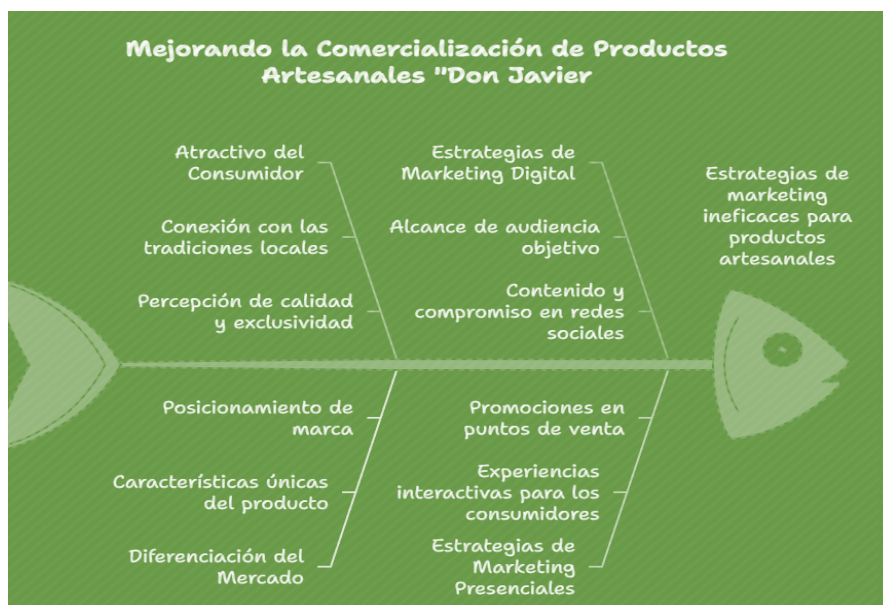 Mejorando la Comercialización de Productos
Artesanales "Don Javier
Atractivo del
Consumidor
Conexión con las
tradiciones locales
Percepción de calidad
y exclusividad
Estrategias de
Marketing Digital
Alcance de audiencia
objetivo
Contenido y
compromiso en redes
sociales
Estrategias de
marketing
ineficaces para
productos
artesanales
Posicionamiento de
marca
Características únicas
del producto
Diferenciación del
Mercado
Promociones en
puntos de venta
Experiencias
interactivas para los
consumidores
Estrategias de
Marketing
Presenciales